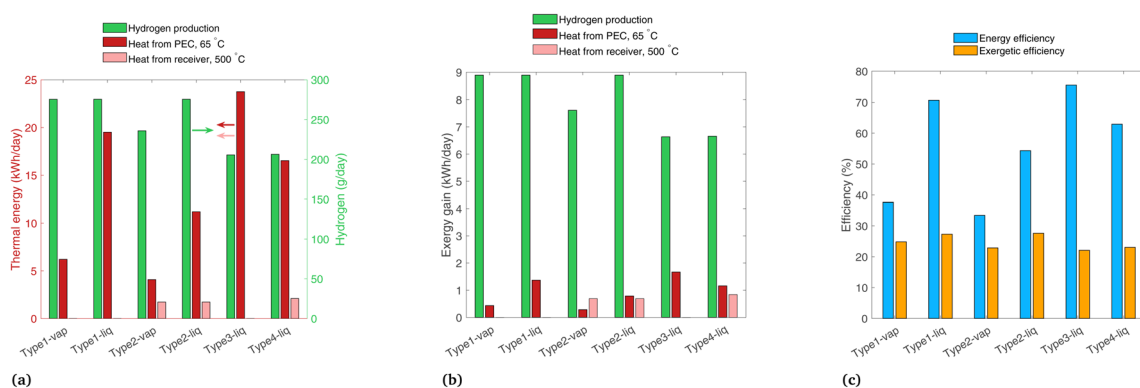 Hydrogen production
Heat from PEC, 65 °C
Heat from receiver, 500 °C
25
20
15
10
5
0
Thermal energy (kWh/day)
300
250
200
150
100
50
0
Hydrogen (g/day)
Type1-vap
Type1-liq
Type2-vap
Type2-liq
Type3-liq
Type4-liq
(a)
Hydrogen production
Heat from PEC, 65 °C
Heat from receiver, 500 °C
9
8
7
6
5
4
3
2
1
0
Exergy gain (kWh/day)
Type1-vap
Type1-liq
Type2-vap
Type2-liq
Type3-liq
Type4-liq
(b)
Energy efficiency
Exergetic efficiency
80
70
60
50
40
30
20
10
0
Efficiency (%)
Type1-vap
Type1-liq
Type2-vap
Type2-liq
Type3-liq
Type4-liq
(c)